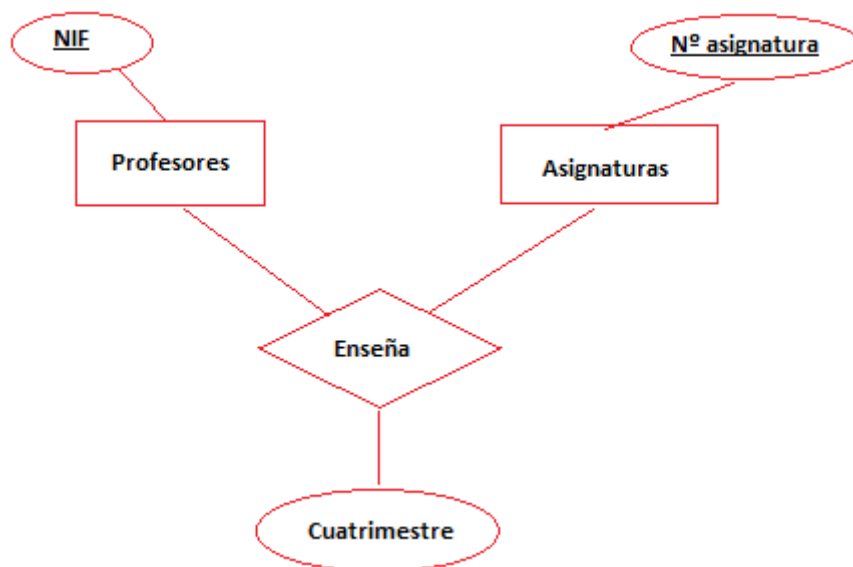 NIF
Nº asignatura
Profesores
Asignaturas
Enseña
Cuatrimestre